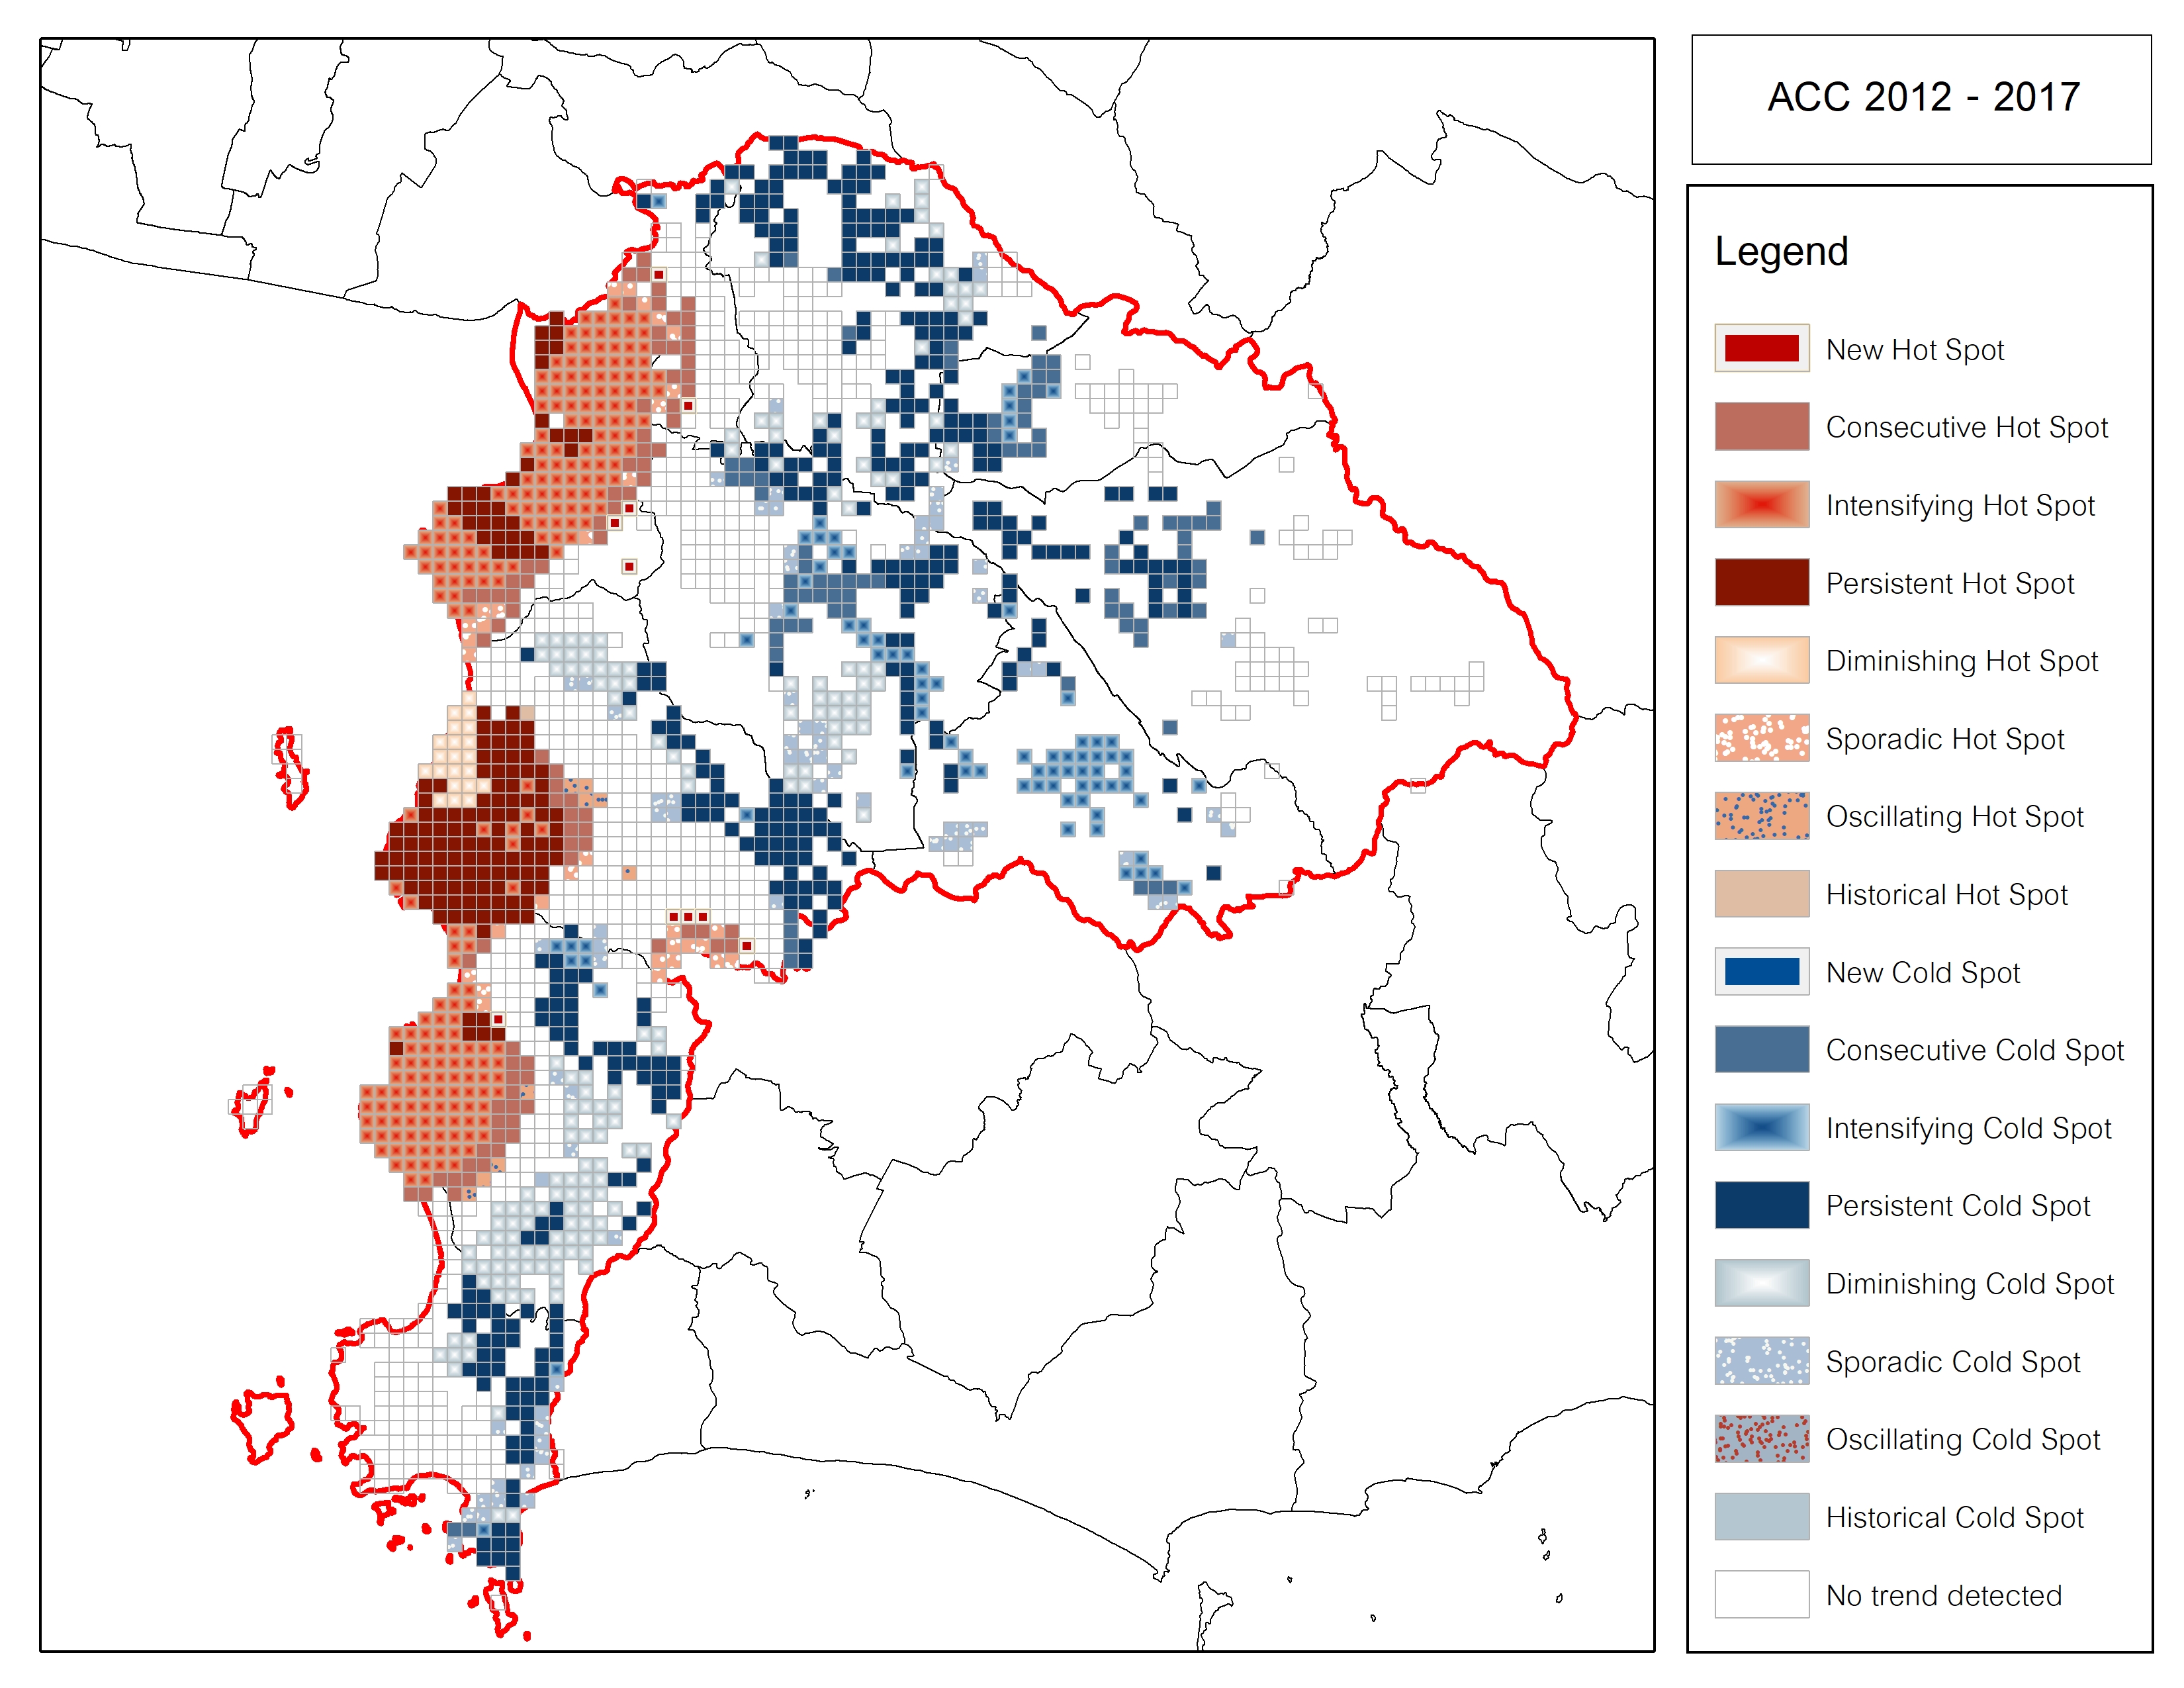 ACC 2012 - 2017
Legend
New Hot Spot
Consecutive Hot Spot
Intensifying Hot Spot
Persistent Hot Spot
Diminishing Hot Spot
Sporadic Hot Spot
Oscillating Hot Spot
Historical Hot Spot
New Cold Spot
Consecutive Cold Spot
Intensifying Cold Spot
Persistent Cold Spot
Diminishing Cold Spot
Sporadic Cold Spot
Oscillating Cold Spot
Historical Cold Spot
No trend detected